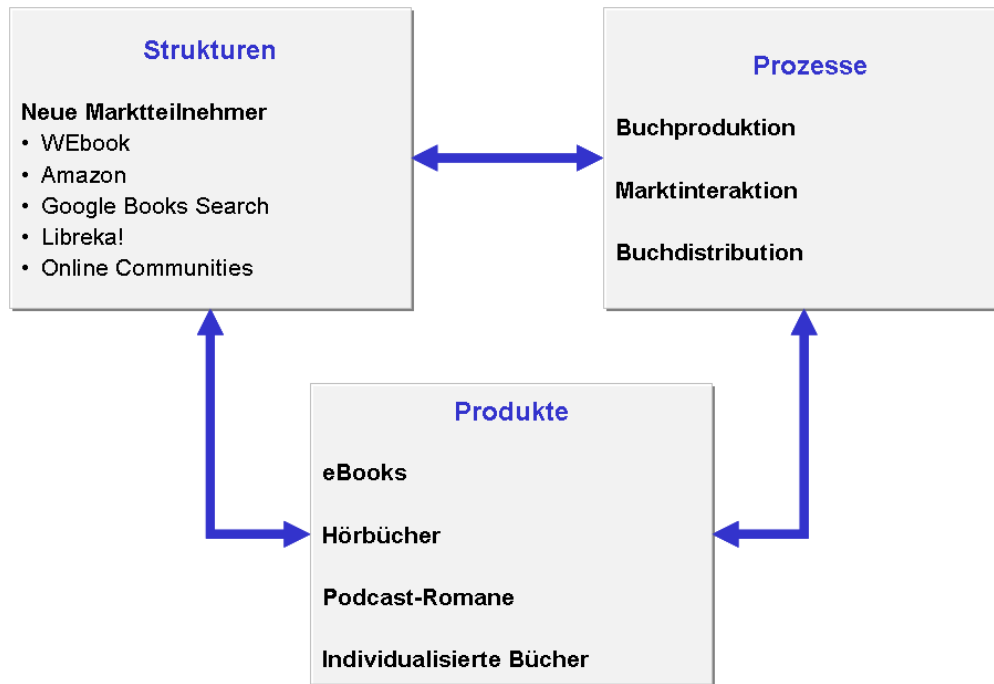 Strukturen
Neue Marktteilnehmer
• WEbook
• Amazon
• Google Books Search
• Libreka!
• Online Communities
Prozesse
Buchproduktion
Marktinteraktion
Buchdistribution
Produkte
eBooks
Hörbücher
Podcast-Romane
Individualisierte Bücher